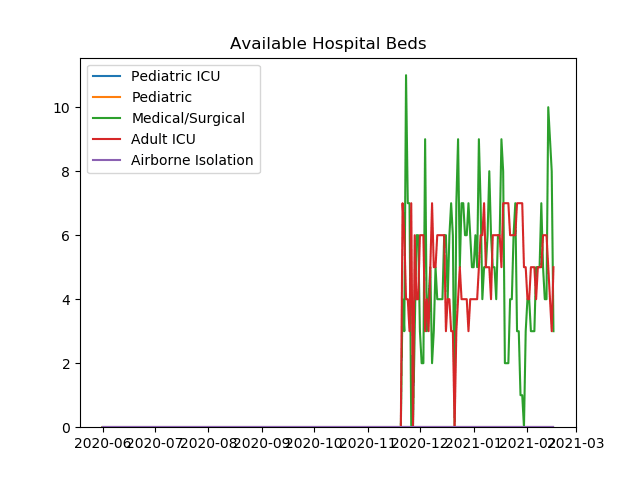 Available Hospital Beds
Pediatric ICU
Pediatric
Medical/Surgical
Adult ICU
Airborne Isolation
10
8
6
4
2
0
2020-06 2020-07 2020-08 2020-09 2020-10 2020-11 2020-12 2021-01 2021-02 2021-03